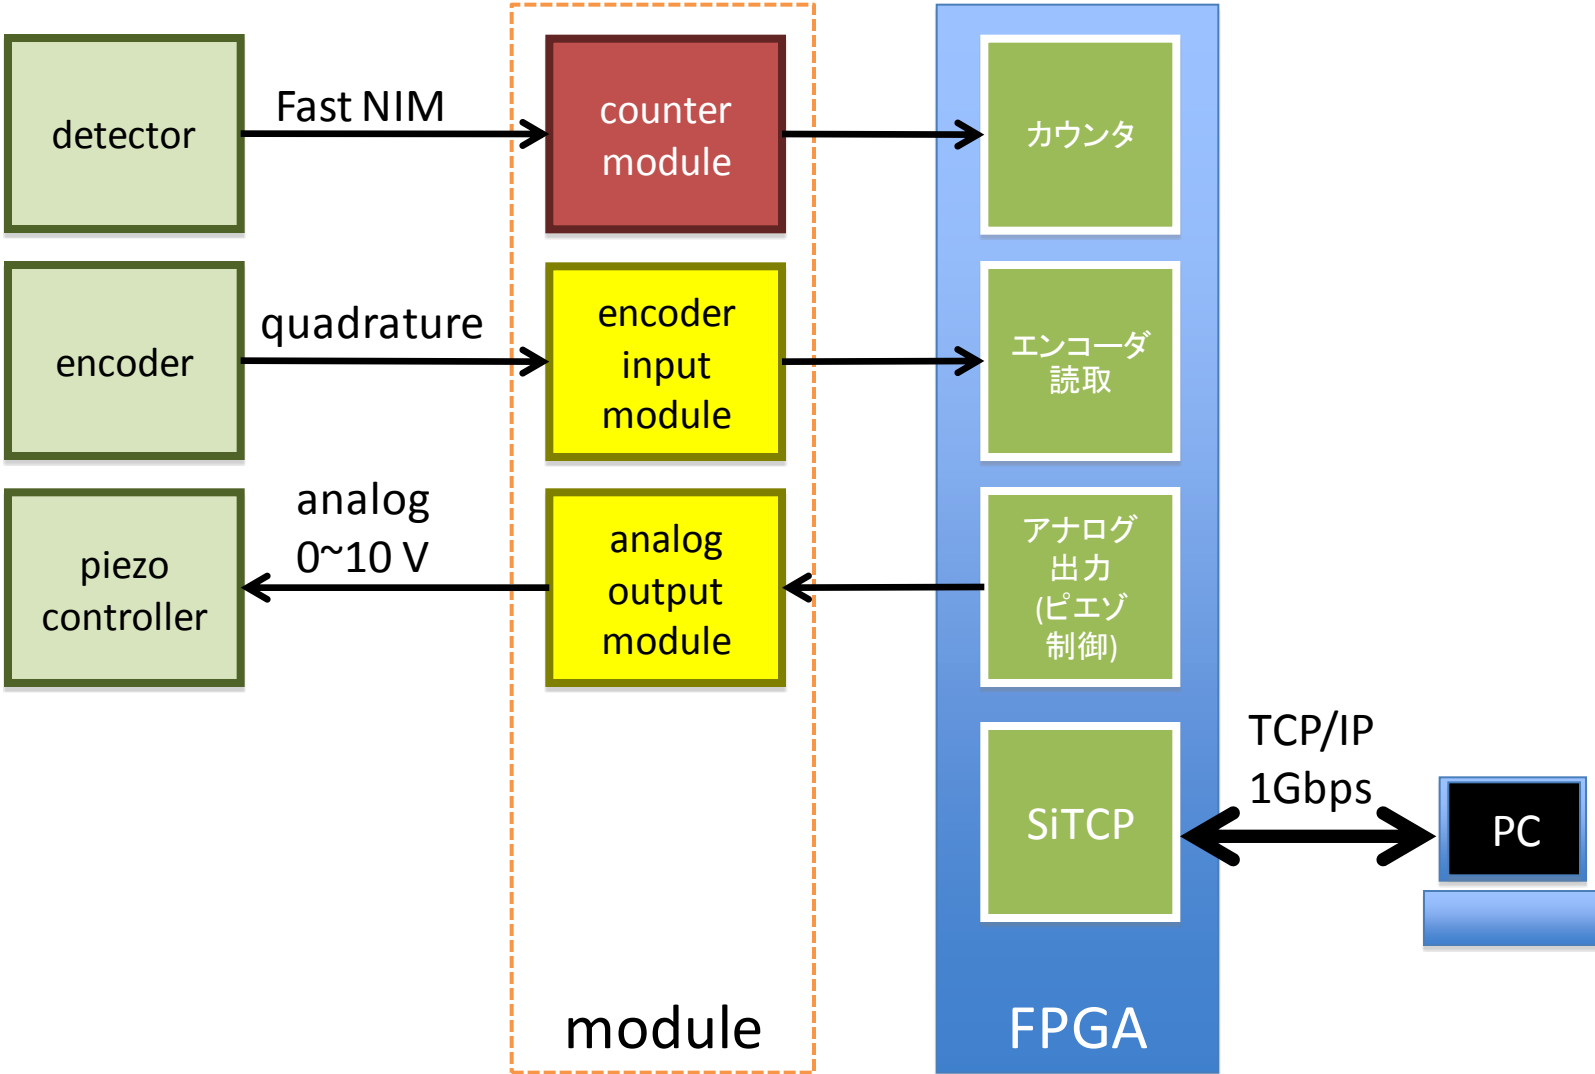 detector
Fast NIM
counter
module
カウンタ
encoder
quadrature
encoder
input
module
エンコーダ
読取
piezo
controller
analog
0~10 V
analog
output
module
アナログ
出力
(ピエゾ
制御)
SiTCP
TCP/IP
1Gbps
PC
module
FPGA